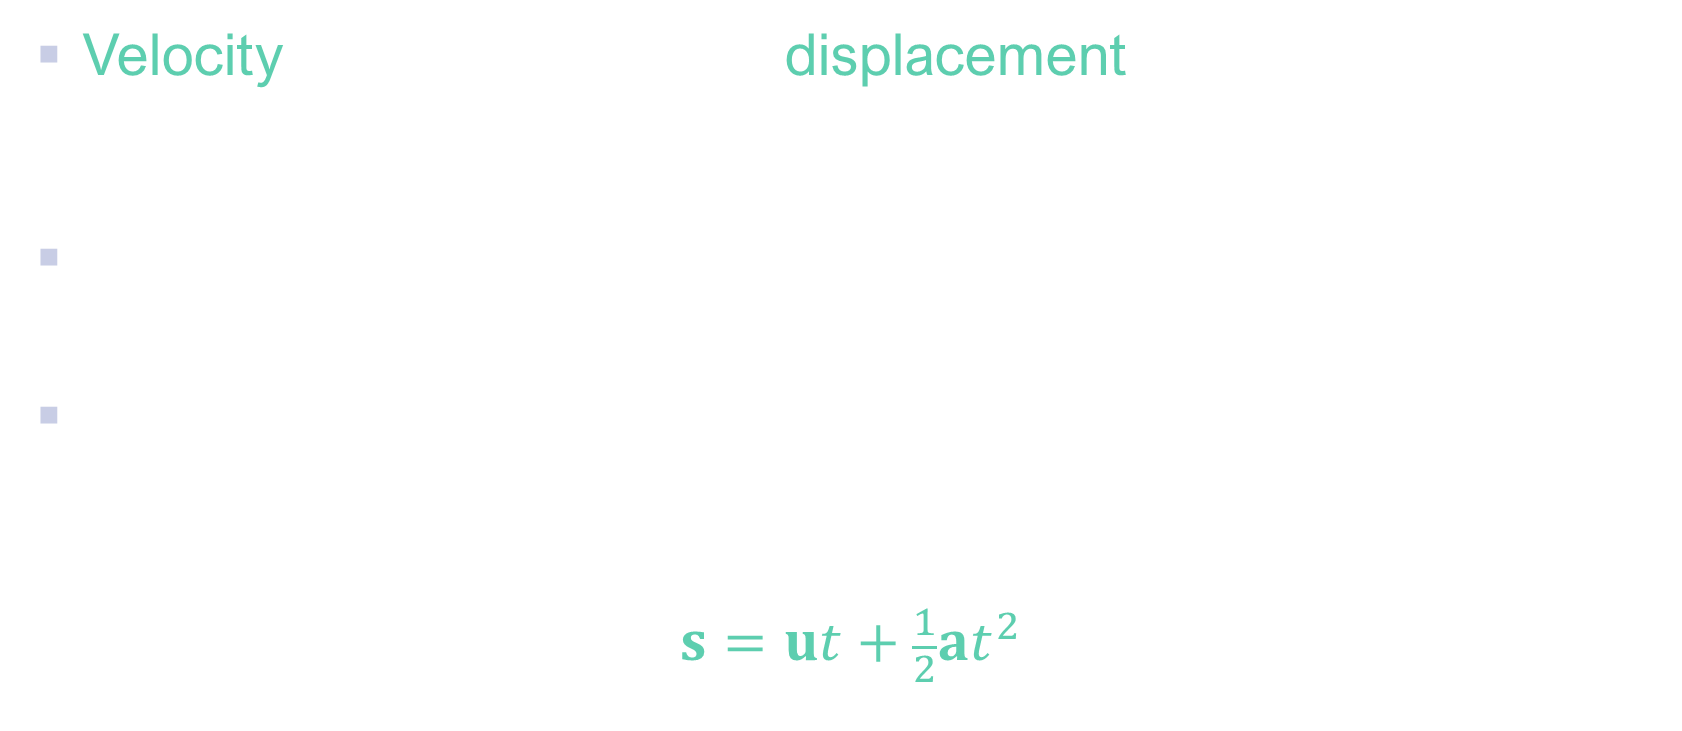 ▪ Velocity displacement
▪
▪
𝐬 = 𝐮𝑡 + ½𝐚𝑡²